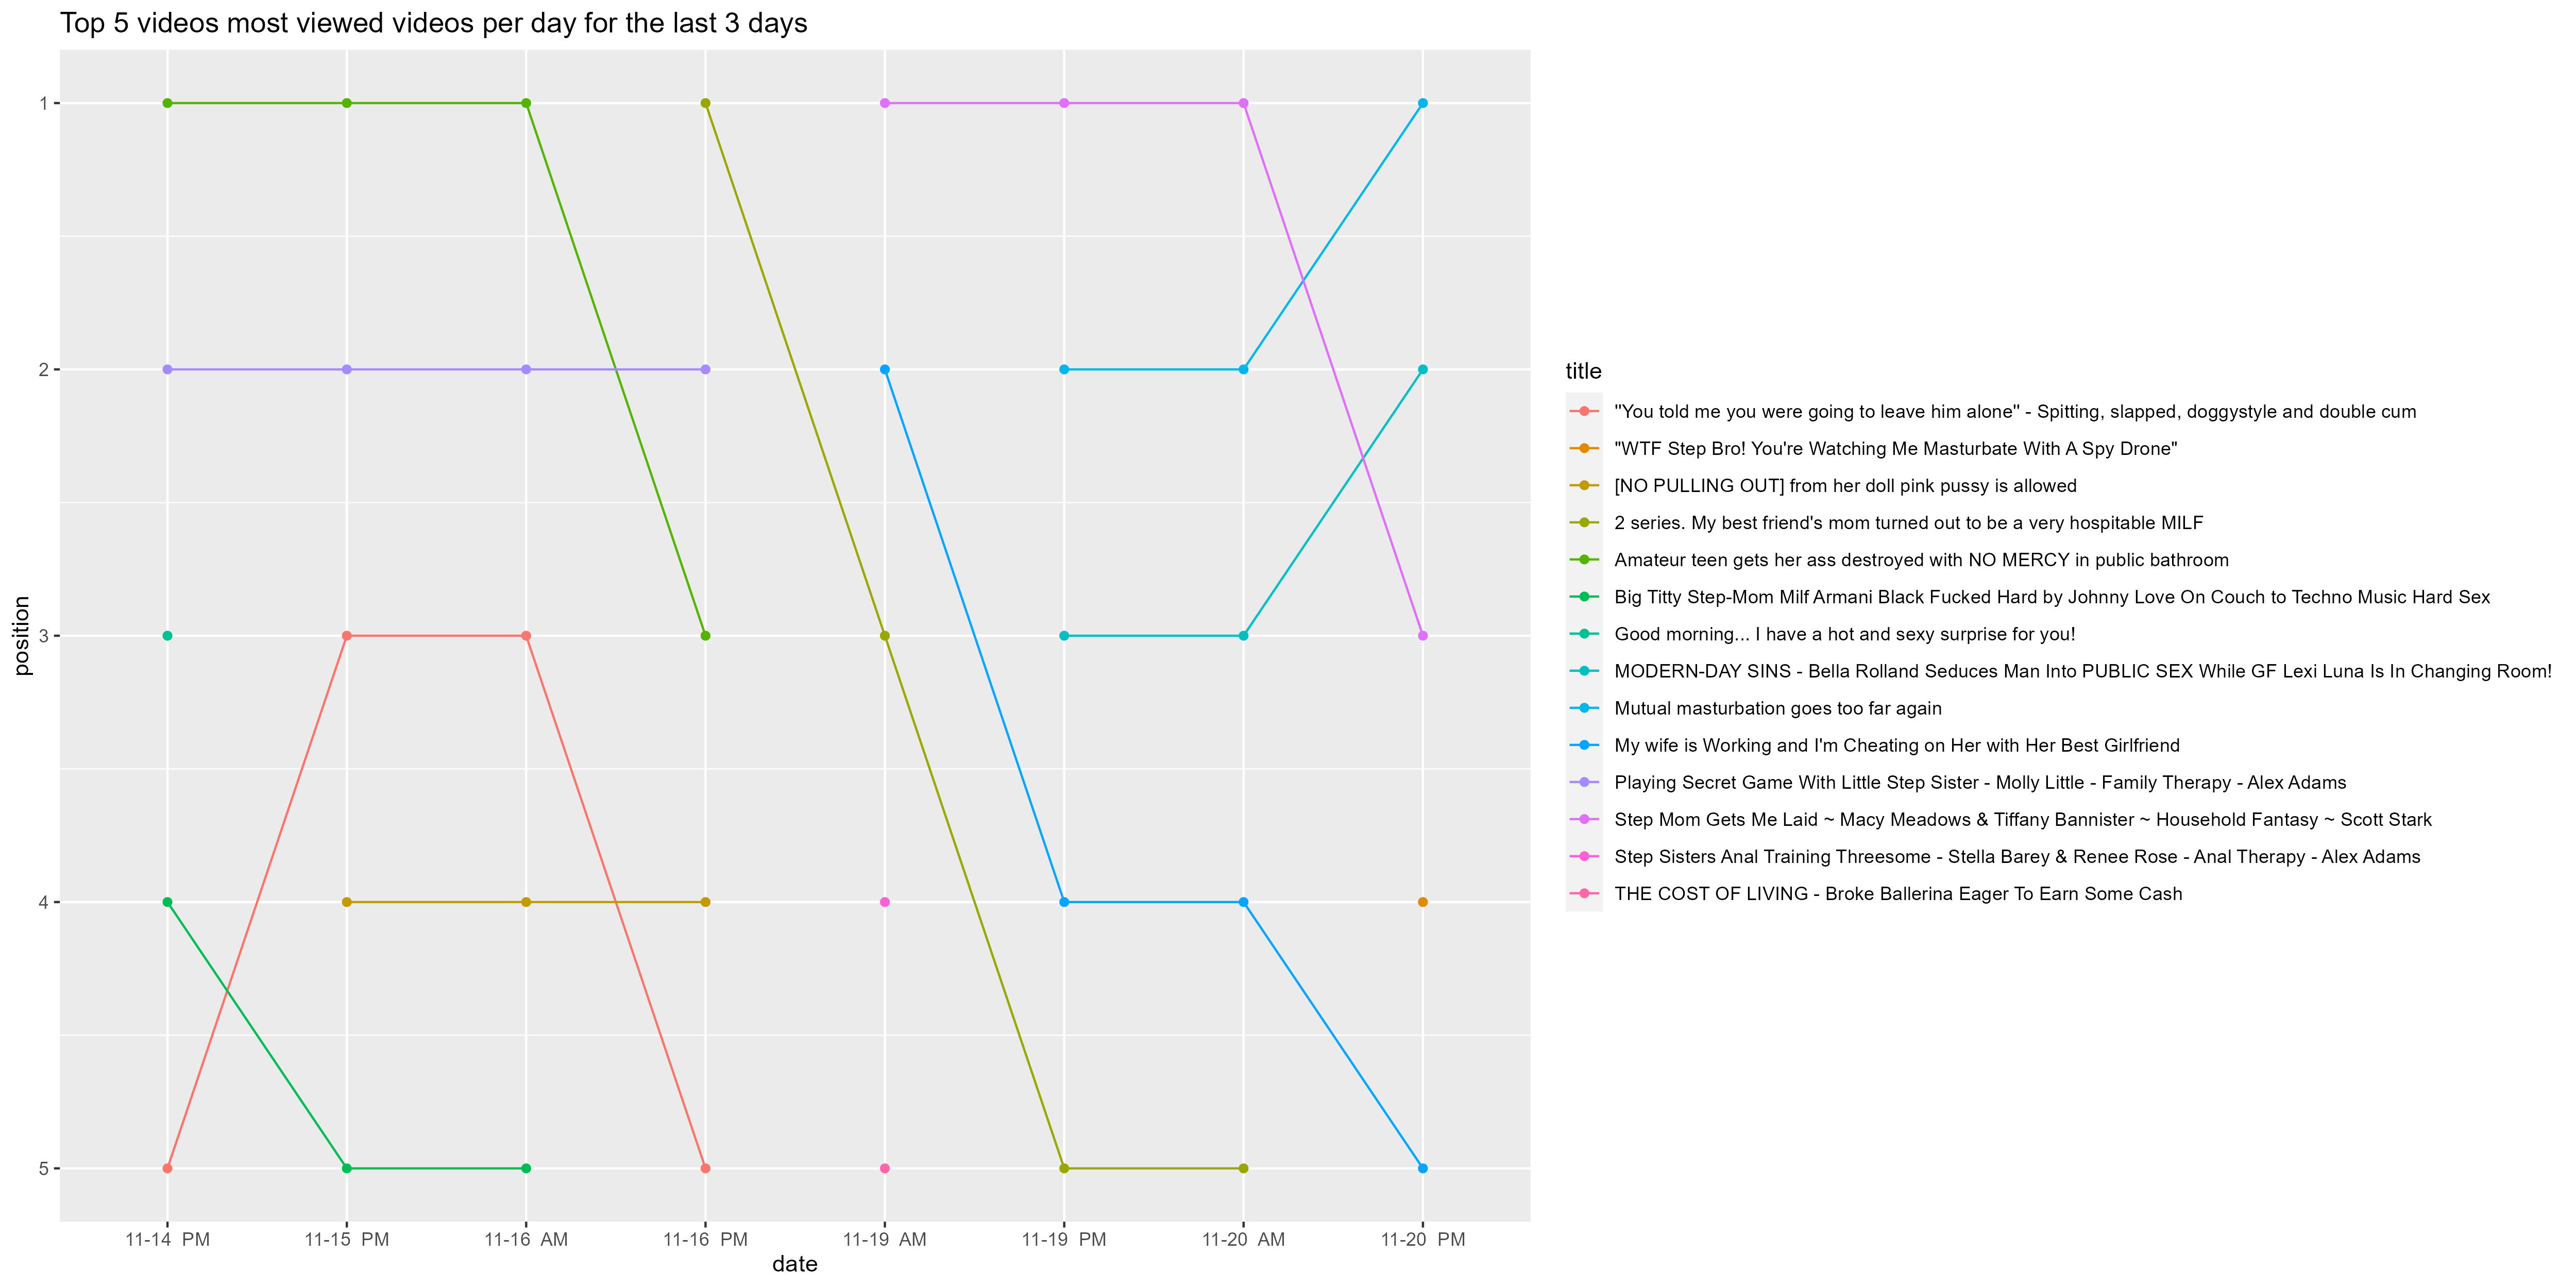 Top 5 videos most viewed videos per day for the last 3 days
position
1
2
3
4
5
11-14  PM
11-15  PM
11-16  AM
11-16  PM
11-19  AM
11-19  PM
11-20  AM
11-20  PM
date
title
"You told me you were going to leave him alone" - Spitting, slapped, doggystyle and double cum
"WTF Step Bro! You're Watching Me Masturbate With A Spy Drone"
[NO PULLING OUT] from her doll pink pussy is allowed
2 series. My best friend's mom turned out to be a very hospitable MILF
Amateur teen gets her ass destroyed with NO MERCY in public bathroom
Big Titty Step-Mom Milf Armani Black Fucked Hard by Johnny Love On Couch to Techno Music Hard Sex
Good morning... I have a hot and sexy surprise for you!
MODERN-DAY SINS - Bella Rolland Seduces Man Into PUBLIC SEX While GF Lexi Luna Is In Changing Room!
Mutual masturbation goes too far again
My wife is Working and I'm Cheating on Her with Her Best Girlfriend
Playing Secret Game With Little Step Sister - Molly Little - Family Therapy - Alex Adams
Step Mom Gets Me Laid ~ Macy Meadows & Tiffany Bannister ~ Household Fantasy ~ Scott Stark
Step Sisters Anal Training Threesome - Stella Barey & Renee Rose - Anal Therapy - Alex Adams
THE COST OF LIVING - Broke Ballerina Eager To Earn Some Cash